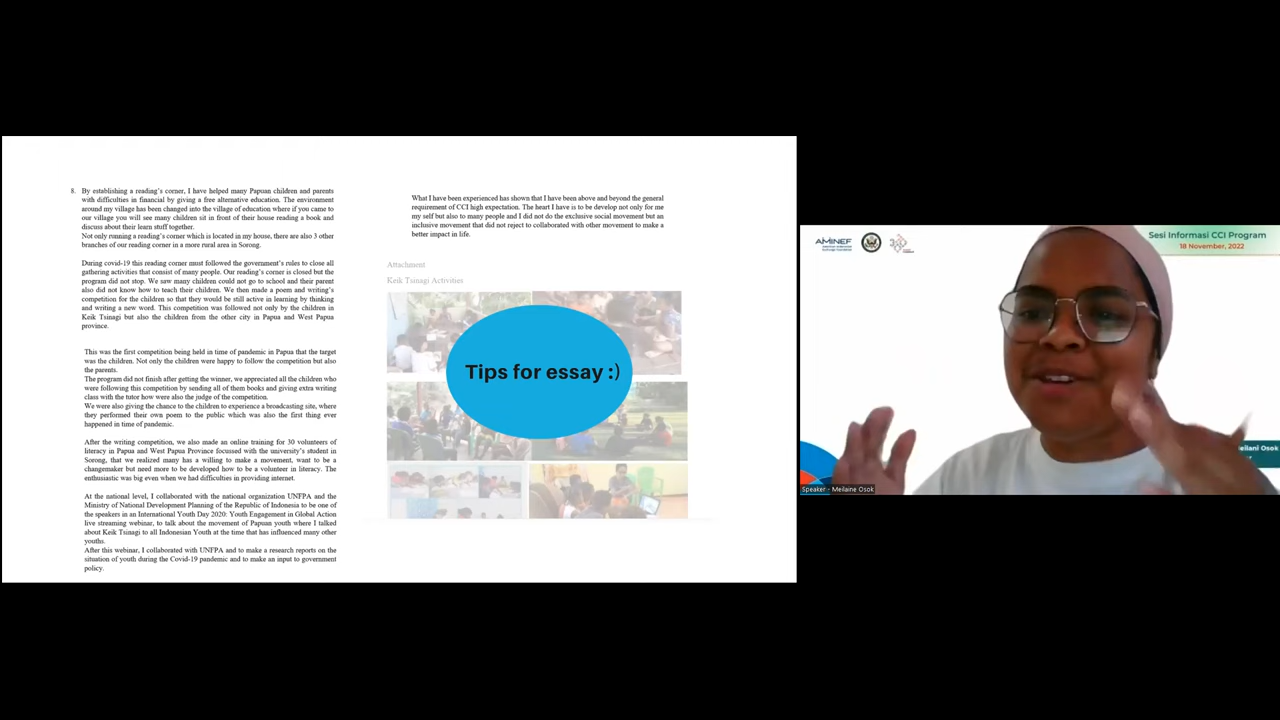 8. By establishing a reading's corner, I have helped many Papuan children and parents
with difficulties in financial by giving a free alternative education. The environment
around my village has been changed into the village of education where if you came to
our village you will see many children sit in front of their house reading a book and
discuss about their learn stuff together.
Not only running a reading's corner which is located in my house, there are also 3 other
branches of our reading corner in a more rural area in Sorong.
During covid-19 this reading corner must followed the government's rules to close all
gathering activities that consist of many people. Our reading's corner is closed but the
program did not stop. We saw many children could not go to school and their parent
also did not know how to teach their children. We then made a poem and writing's
competition for the children so that they would be still active in learning by thinking
and writing a new word. This competition was followed not only by the children in
Keik Tsinagi but also the children from the other city in Papua and West Papua
province.
This was the first competition being held in time of pandemic in Papua that the target
was the children. Not only the children were happy to follow the competition but also
the parents.
The program did not finish after getting the winner, we appreciated all the children who
were following this competition by sending all of them books and giving extra writing
class with the tutor how were also the judge of the competition.
We were also giving the chance to the children to experience a broadcasting site, where
they performed their own poem to the public which was also the first thing ever
happened in time of pandemic.
After the writing competition, we also made an online training for 30 volunteers of
literacy in Papua and West Papua Province focussed with the university's student in
Sorong, that we realized many has a willing to make a movement, want to be a
changemaker but need more to be developed how to be a volunteer in literacy. The
enthusiastic was big even when we had difficulties in providing internet.
At the national level, I collaborated with the national organization UNFPA and the
Ministry of National Development Planning of the Republic of Indonesia to be one of
the speakers in an International Youth Day 2020: Youth Engagement in Global Action
live streaming webinar, to talk about the movement of Papuan youth where I talked
about Keik Tsinagi to all Indonesian Youth at the time that has influenced many other
youths.
After this webinar, I collaborated with UNFPA and to make a research reports on the
situation of youth during the Covid-19 pandemic and to make an input to government
policy.
What I have been experienced has shown that I have been above and beyond the general
requirement of CCI high expectation. The heart I have is to be develop not only for me
my self but also to many people and I did not do the exclusive social movement but an
inclusive movement that did not reject to collaborated with other movement to make a
better impact in life.
Attachment
Keik Tsinagi Activities
Tips for essay :)
AMINEF
Sesi Informasi CCI Program
18 November, 2022
eilani Osok
Speaker - Meilaine Osok